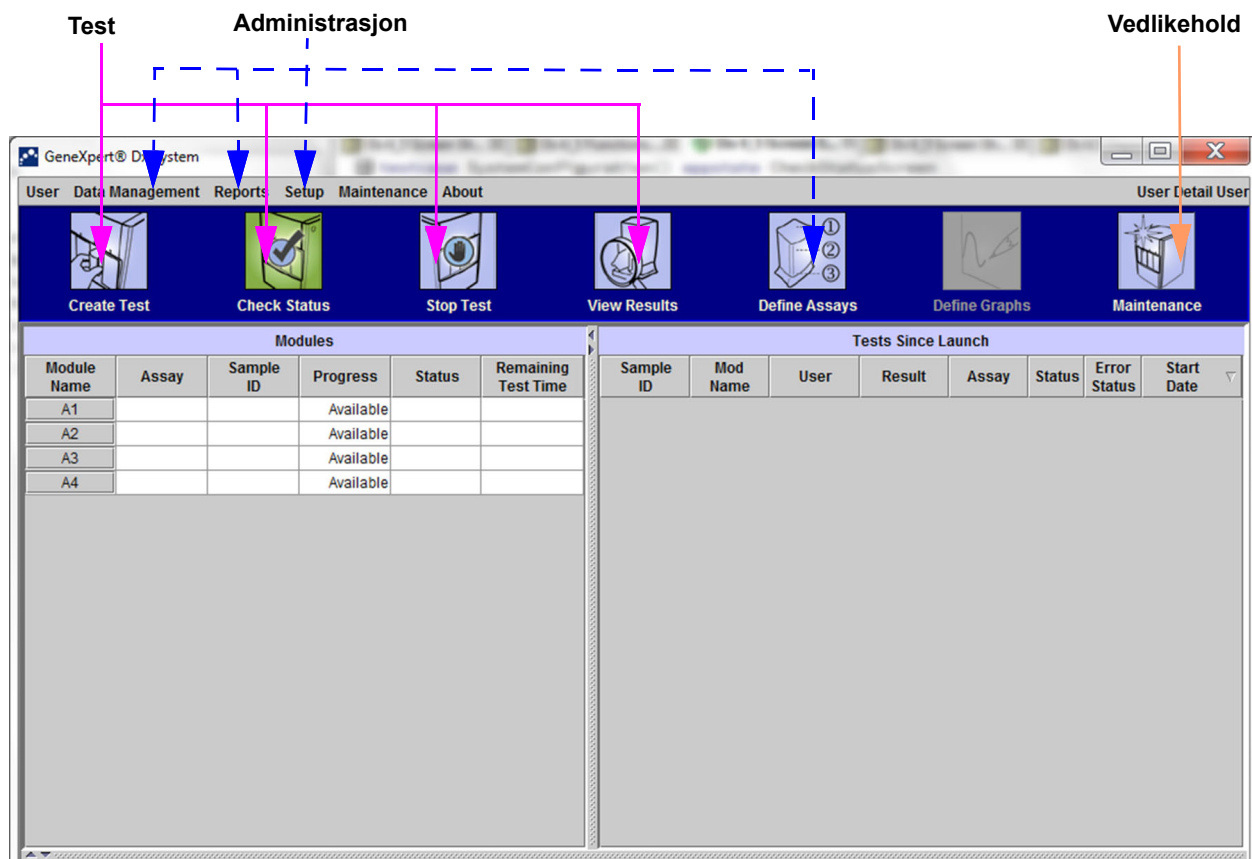 Test Administrasjon Vedlikehold
GeneXpert® Dx System
User Data Management Reports Setup Maintenance About User Detail User
Create Test Check Status Stop Test View Results Define Assays Define Graphs Maintenance
① ② ③
Modules
Module Name Assay Sample ID Progress Status Remaining Test Time
A1 Available
A2 Available
A3 Available
A4 Available
Tests Since Launch
Sample ID Mod Name User Result Assay Status Error Status Start Date